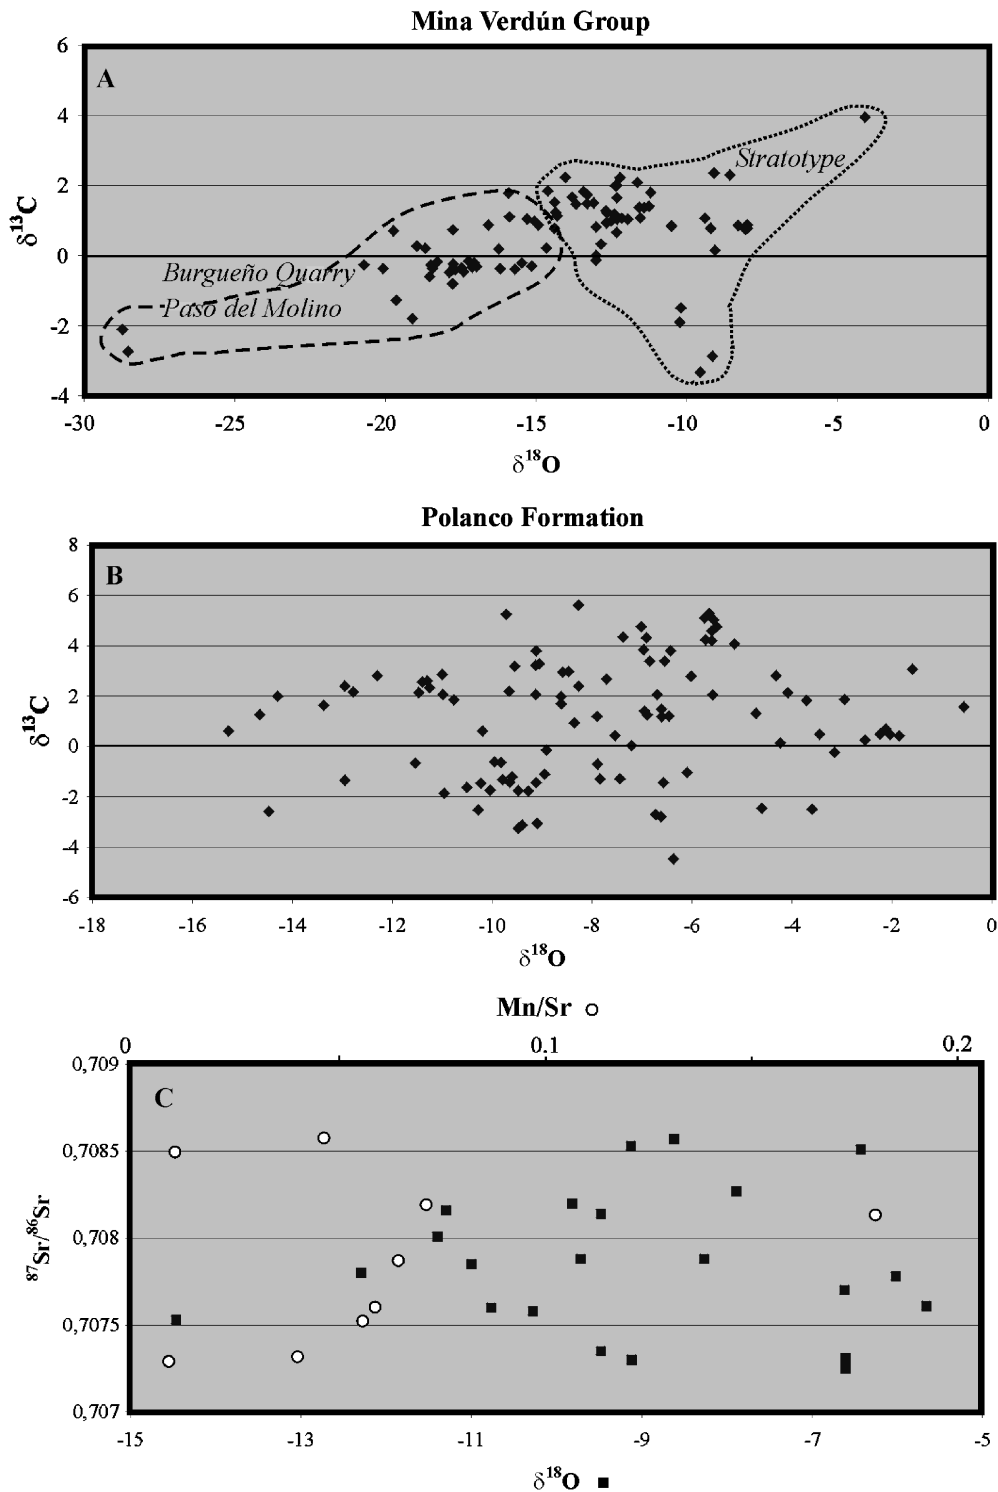 Mina Verdún Group
6
A
4
Stratotype
2
δ¹³C
0
Burgueño Quarry
Paso del Molino
-2
-4
-30 -25 -20 -15 -10 -5 0
δ¹⁸O
Polanco Formation
8
B
6
4
2
δ¹³C
0
-2
-4
-6
-18 -16 -14 -12 -10 -8 -6 -4 -2 0
δ¹⁸O
Mn/Sr
0 0.1 0.2
0,709
C
0,7085
⁸⁷Sr/⁸⁶Sr
0,708
0,7075
0,707
-15 -13 -11 -9 -7 -5
δ¹⁸O